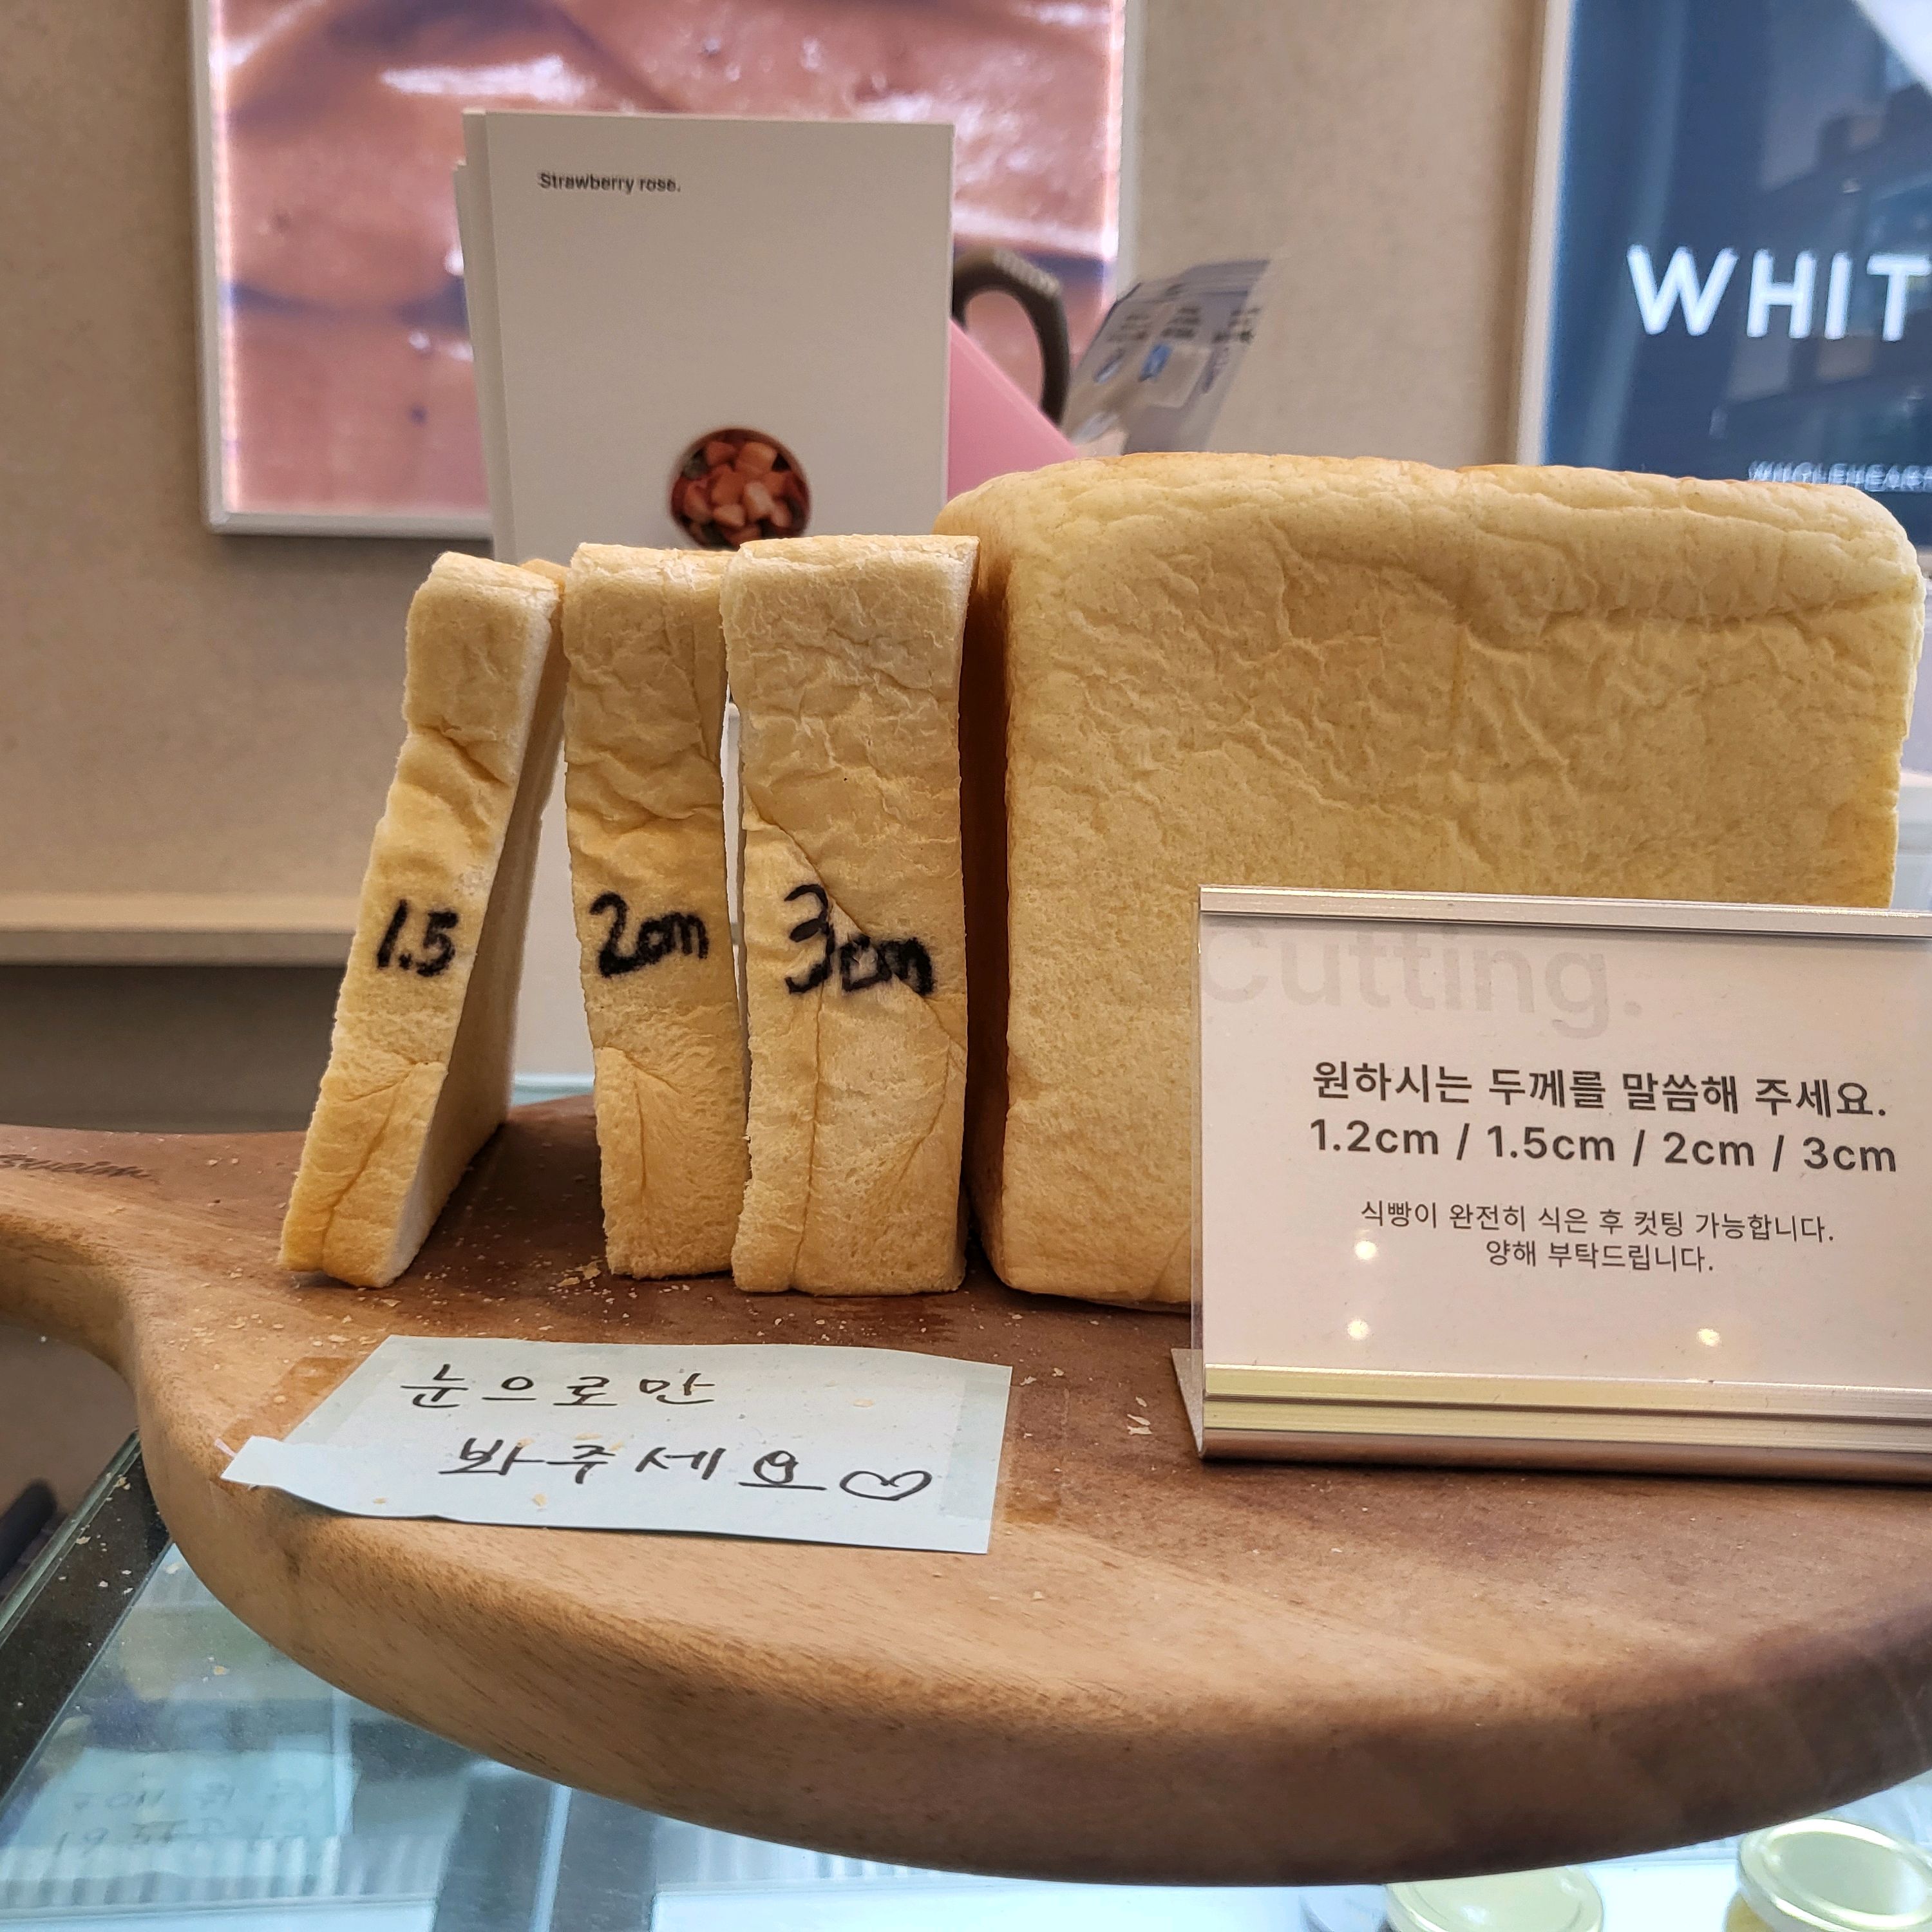 Strawberry rose.
WHIT
1.5
2cm
3cm
Cutting.
원하시는 두께를 말씀해 주세요.
1.2cm / 1.5cm / 2cm / 3cm
식빵이 완전히 식은 후 컷팅 가능합니다.
양해 부탁드립니다.
눈으로만
봐주세요♡